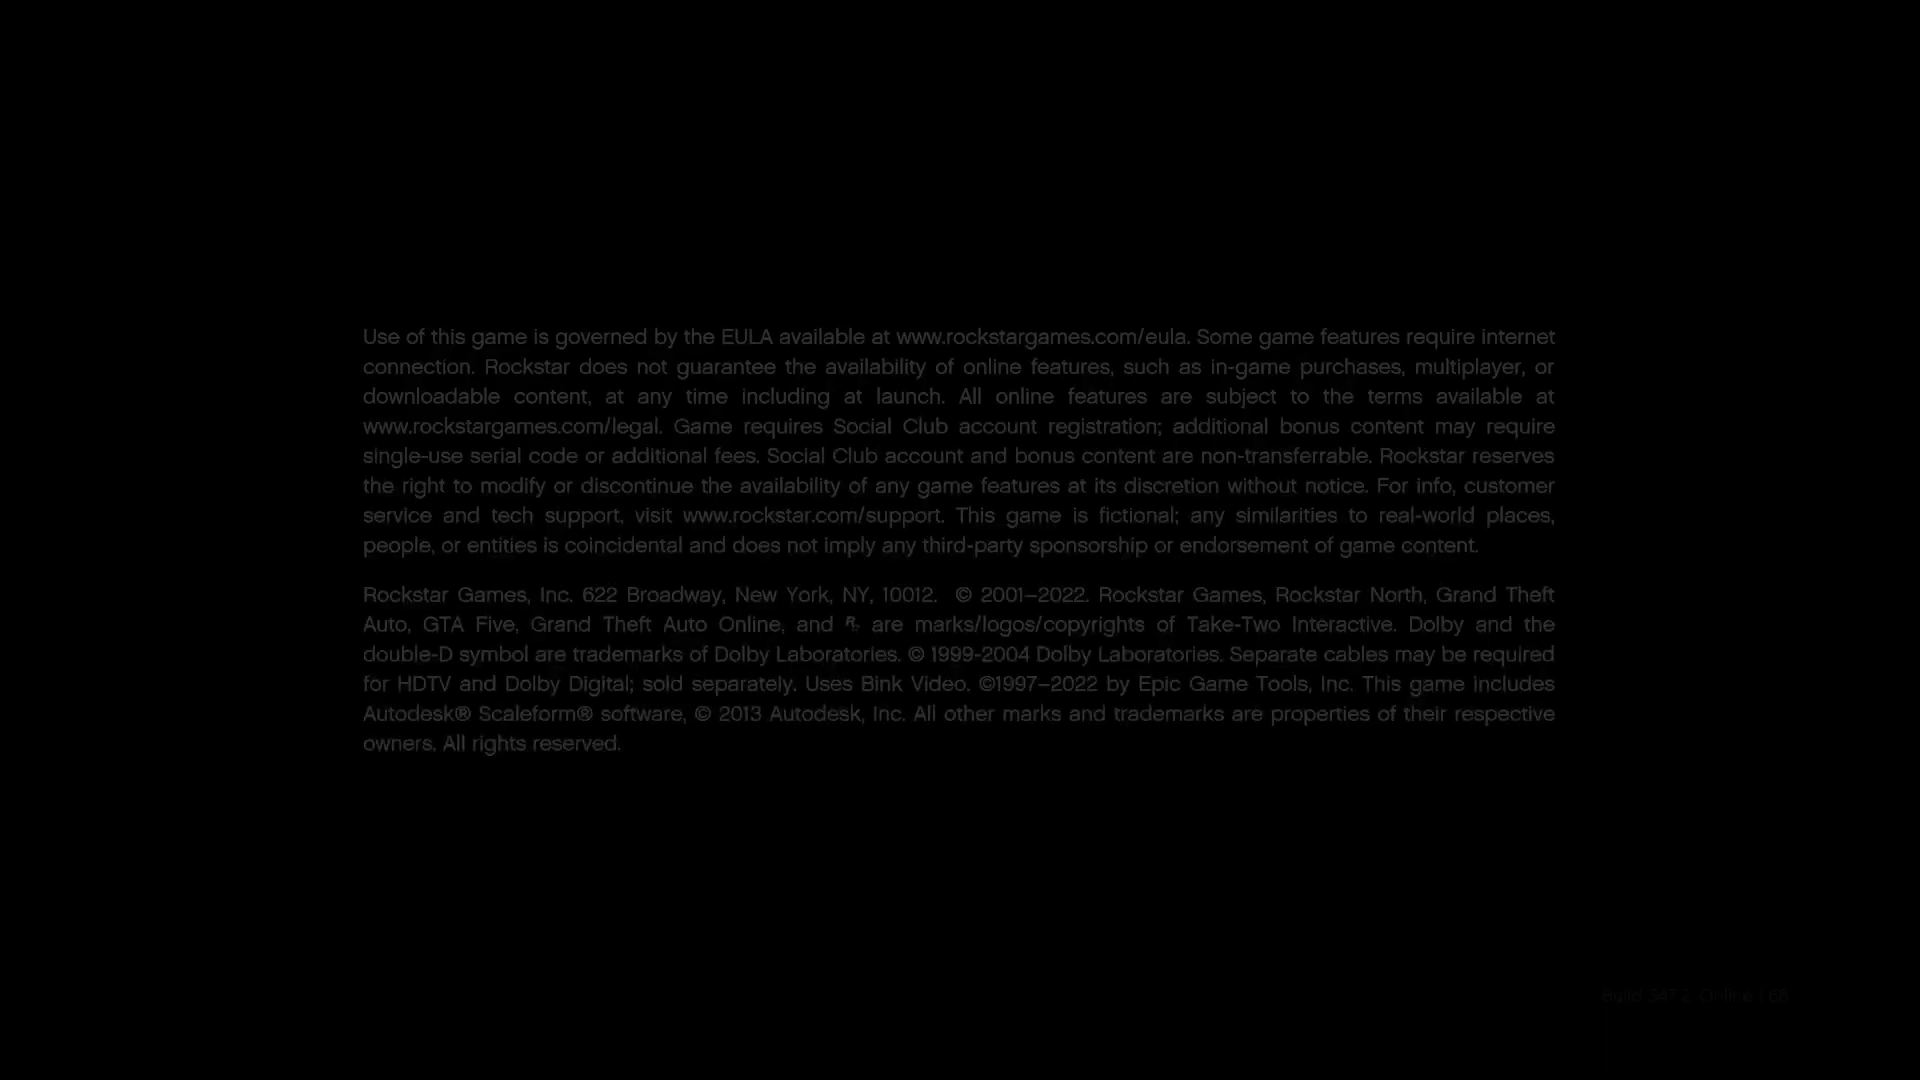 Use of this game is governed by the EULA available at www.rockstargames.com/eula. Some game features require internet
connection. Rockstar does not guarantee the availability of online features, such as in-game purchases, multiplayer, or
downloadable content, at any time including at launch. All online features are subject to the terms available at
www.rockstargames.com/legal. Game requires Social Club account registration; additional bonus content may require
single-use serial code or additional fees. Social Club account and bonus content are non-transferrable. Rockstar reserves
the right to modify or discontinue the availability of any game features at its discretion without notice. For info, customer
service and tech support, visit www.rockstar.com/support. This game is fictional; any similarities to real-world places,
people, or entities is coincidental and does not imply any third-party sponsorship or endorsement of game content.
Rockstar Games, Inc. 622 Broadway, New York, NY, 10012. © 2001–2022. Rockstar Games, Rockstar North, Grand Theft
Auto, GTA Five, Grand Theft Auto Online, and R* are marks/logos/copyrights of Take-Two Interactive. Dolby and the
double-D symbol are trademarks of Dolby Laboratories. © 1999-2004 Dolby Laboratories. Separate cables may be required
for HDTV and Dolby Digital; sold separately. Uses Bink Video. ©1997–2022 by Epic Game Tools, Inc. This game includes
Autodesk® Scaleform® software, © 2013 Autodesk, Inc. All other marks and trademarks are properties of their respective
owners. All rights reserved.
Build Online